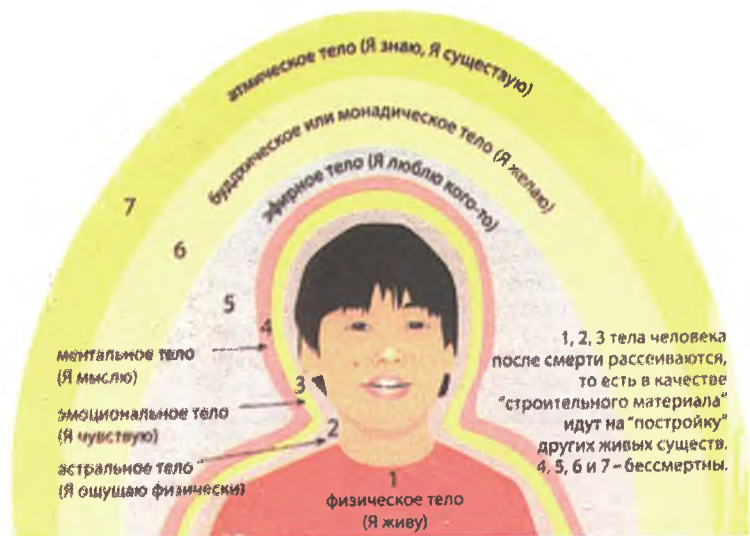 атмическое тело (Я знаю, Я существую)
буддхическое или монадическое тело (Я желаю)
эфирное тело (Я люблю кого-то)
7
6
5
4
ментальное тело
(Я мыслю)
3
эмоциональное тело
(Я чувствую)
2
астральное тело
(Я ощущаю физически)
1
физическое тело
(Я живу)
1, 2, 3 тела человека
после смерти рассеиваются,
то есть в качестве
"строительного материала"
идут на "постройку"
других живых существ.
4, 5, 6 и 7 – бессмертны.